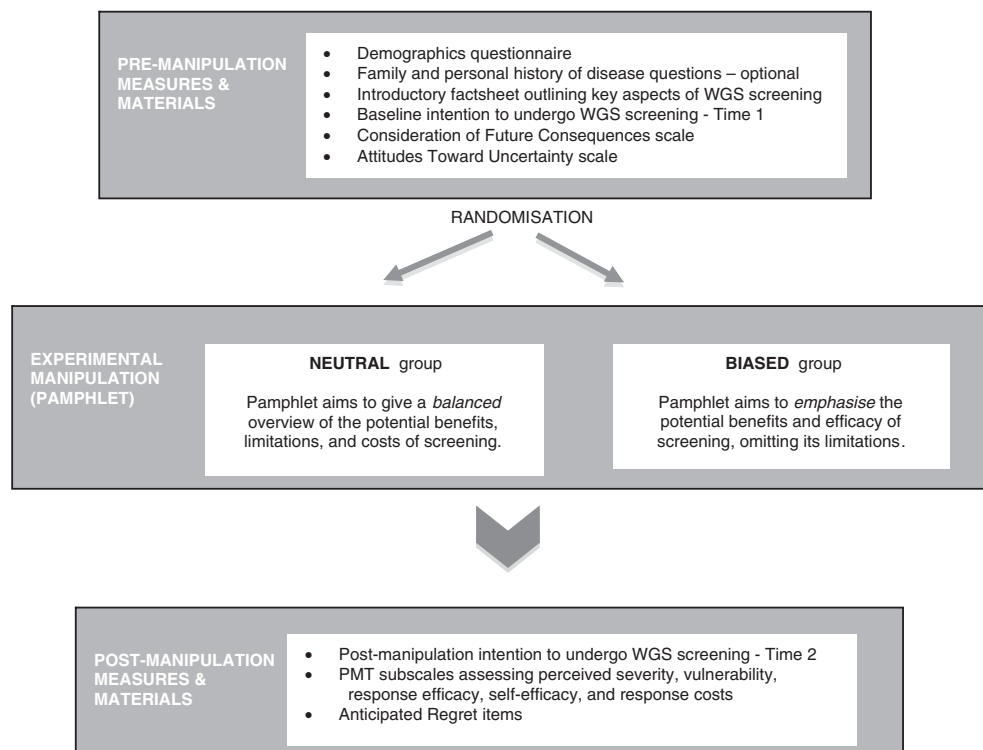 PRE-MANIPULATION
MEASURES &
MATERIALS
• Demographics questionnaire
• Family and personal history of disease questions – optional
• Introductory factsheet outlining key aspects of WGS screening
• Baseline intention to undergo WGS screening - Time 1
• Consideration of Future Consequences scale
• Attitudes Toward Uncertainty scale
RANDOMISATION
EXPERIMENTAL
MANIPULATION
(PAMPHLET)
NEUTRAL group
Pamphlet aims to give a balanced
overview of the potential benefits,
limitations, and costs of screening.
BIASED group
Pamphlet aims to emphasise the
potential benefits and efficacy of
screening, omitting its limitations.
POST-MANIPULATION
MEASURES &
MATERIALS
• Post-manipulation intention to undergo WGS screening - Time 2
• PMT subscales assessing perceived severity, vulnerability,
response efficacy, self-efficacy, and response costs
• Anticipated Regret items